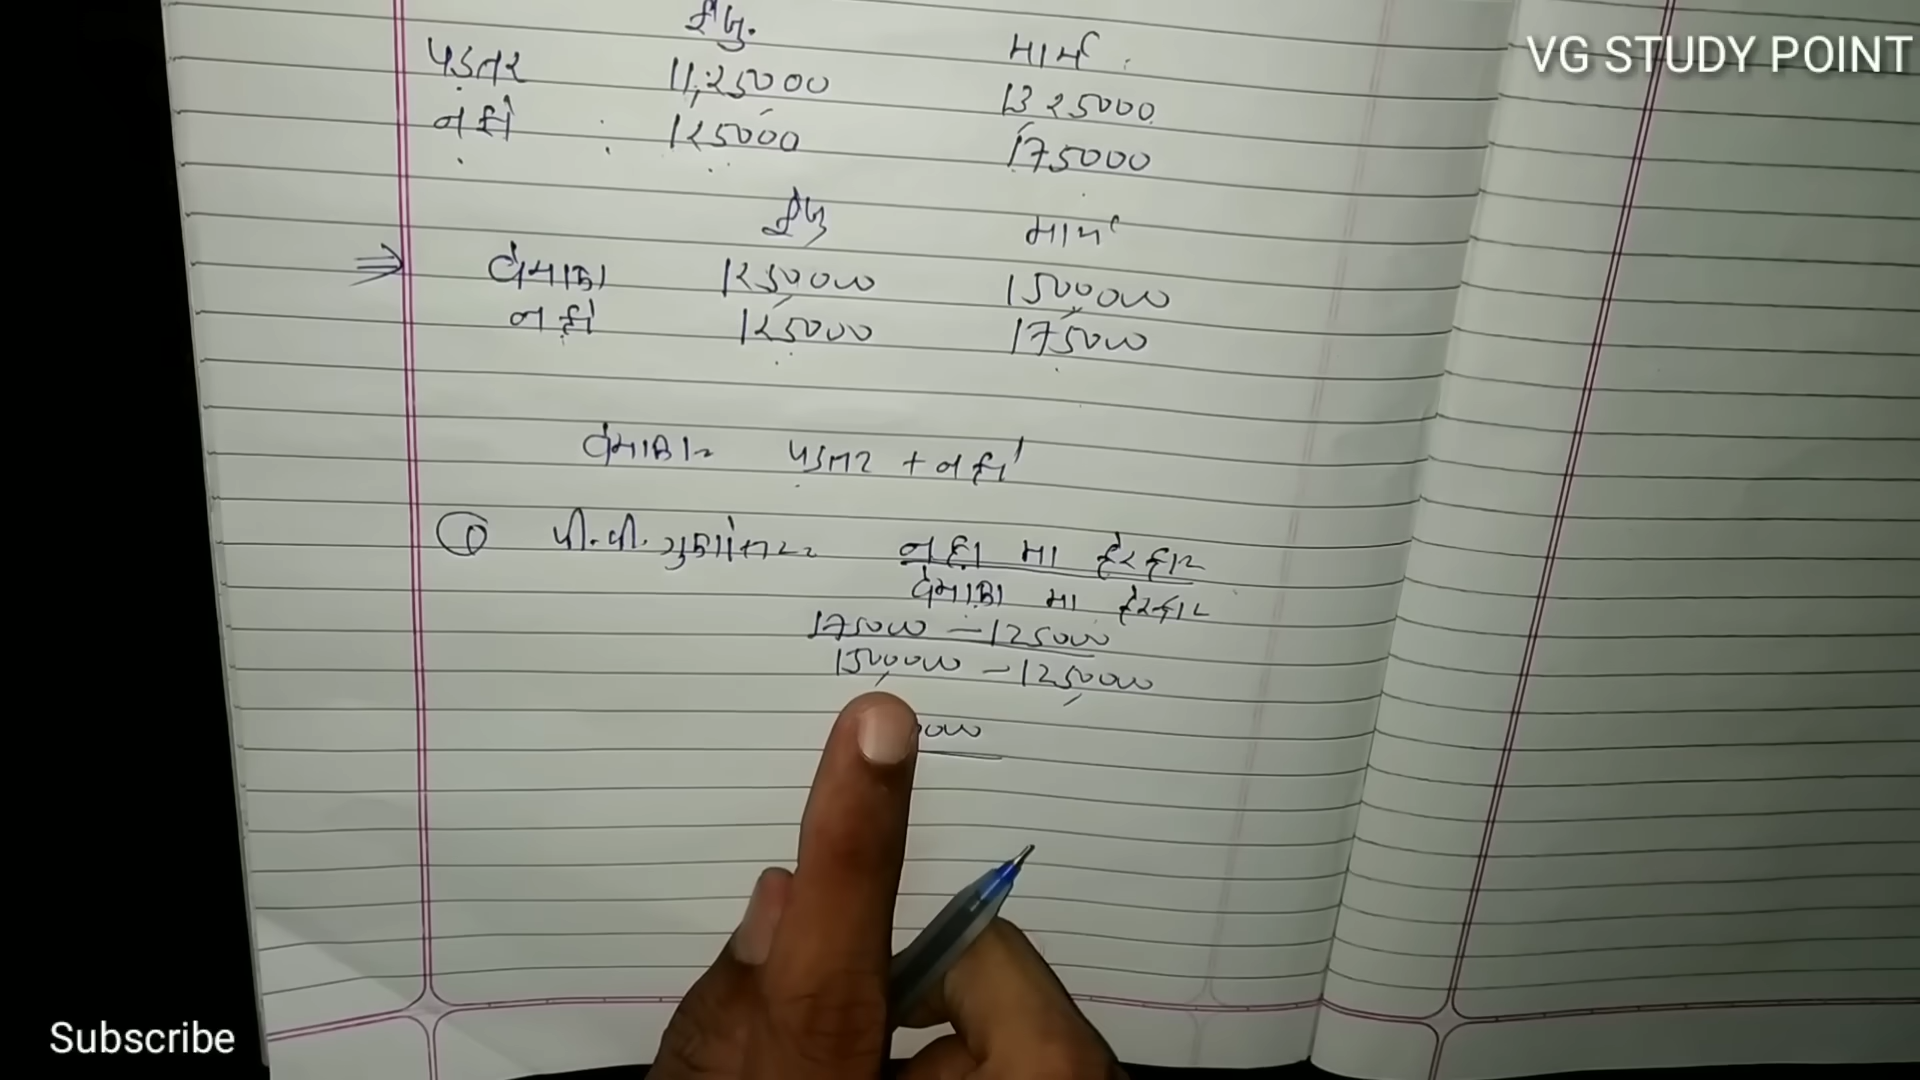 VG STUDY POINT
માર્ચ
પડતર 11,25000 1325000
નફો 125000 175000
માર્ચ
⇒ વેચાણ 1250000 1500000
નફો 125000 175000
વેચાણ = પડતર + નફો
① પી.વી. ગુણોત્તર = નફા મા ફેરફાર
વેચાણ મા ફેરફાર
175000 - 125000
1500000 - 1250000
Subscribe